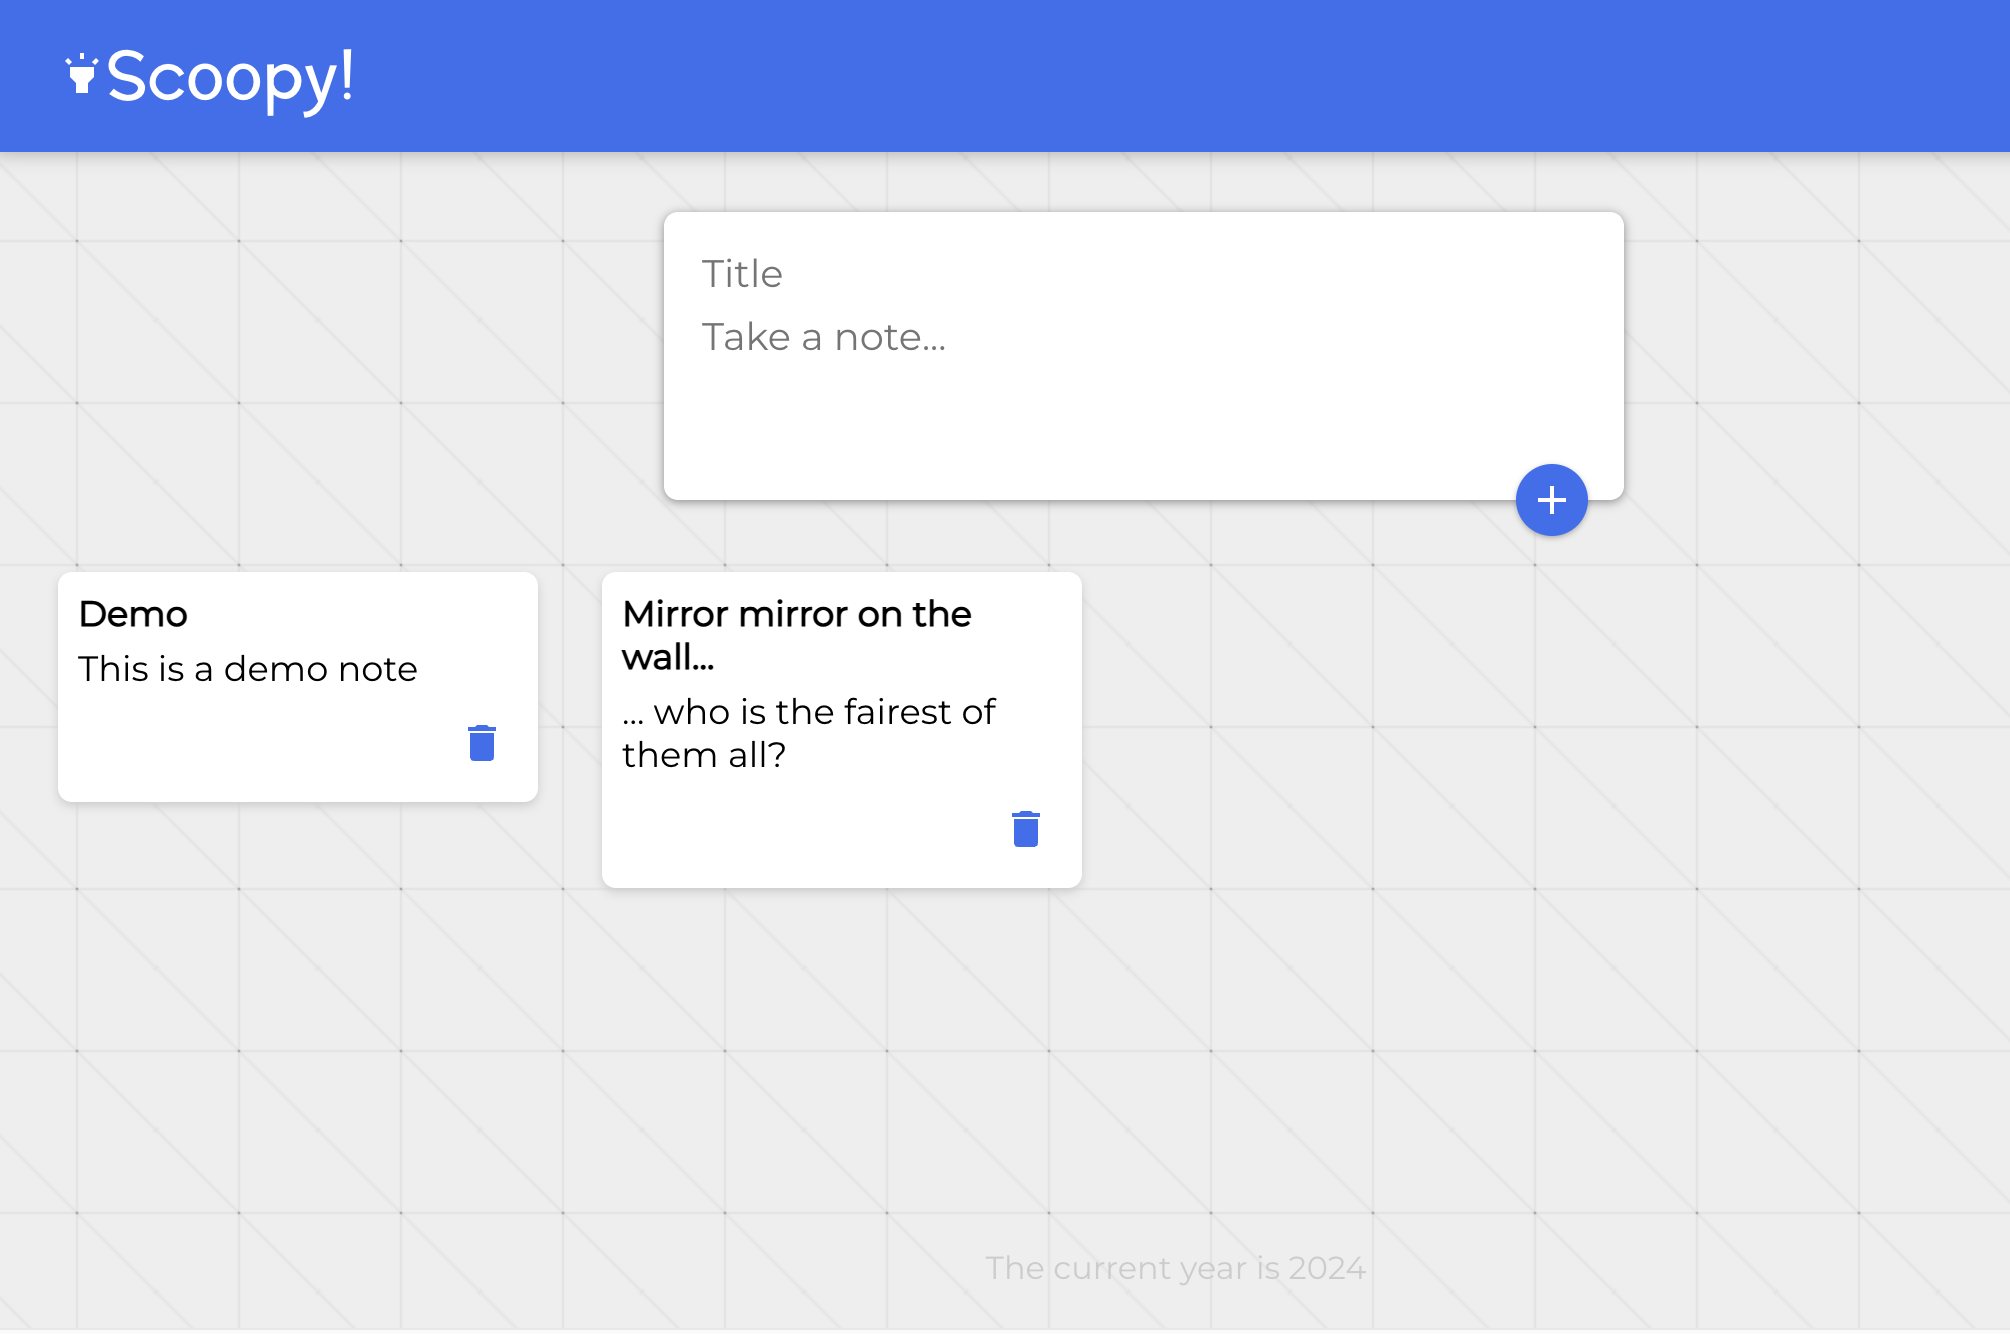 Scoopy!
Title
Take a note...
Demo
This is a demo note
Mirror mirror on the
wall...
... who is the fairest of
them all?
The current year is 2024